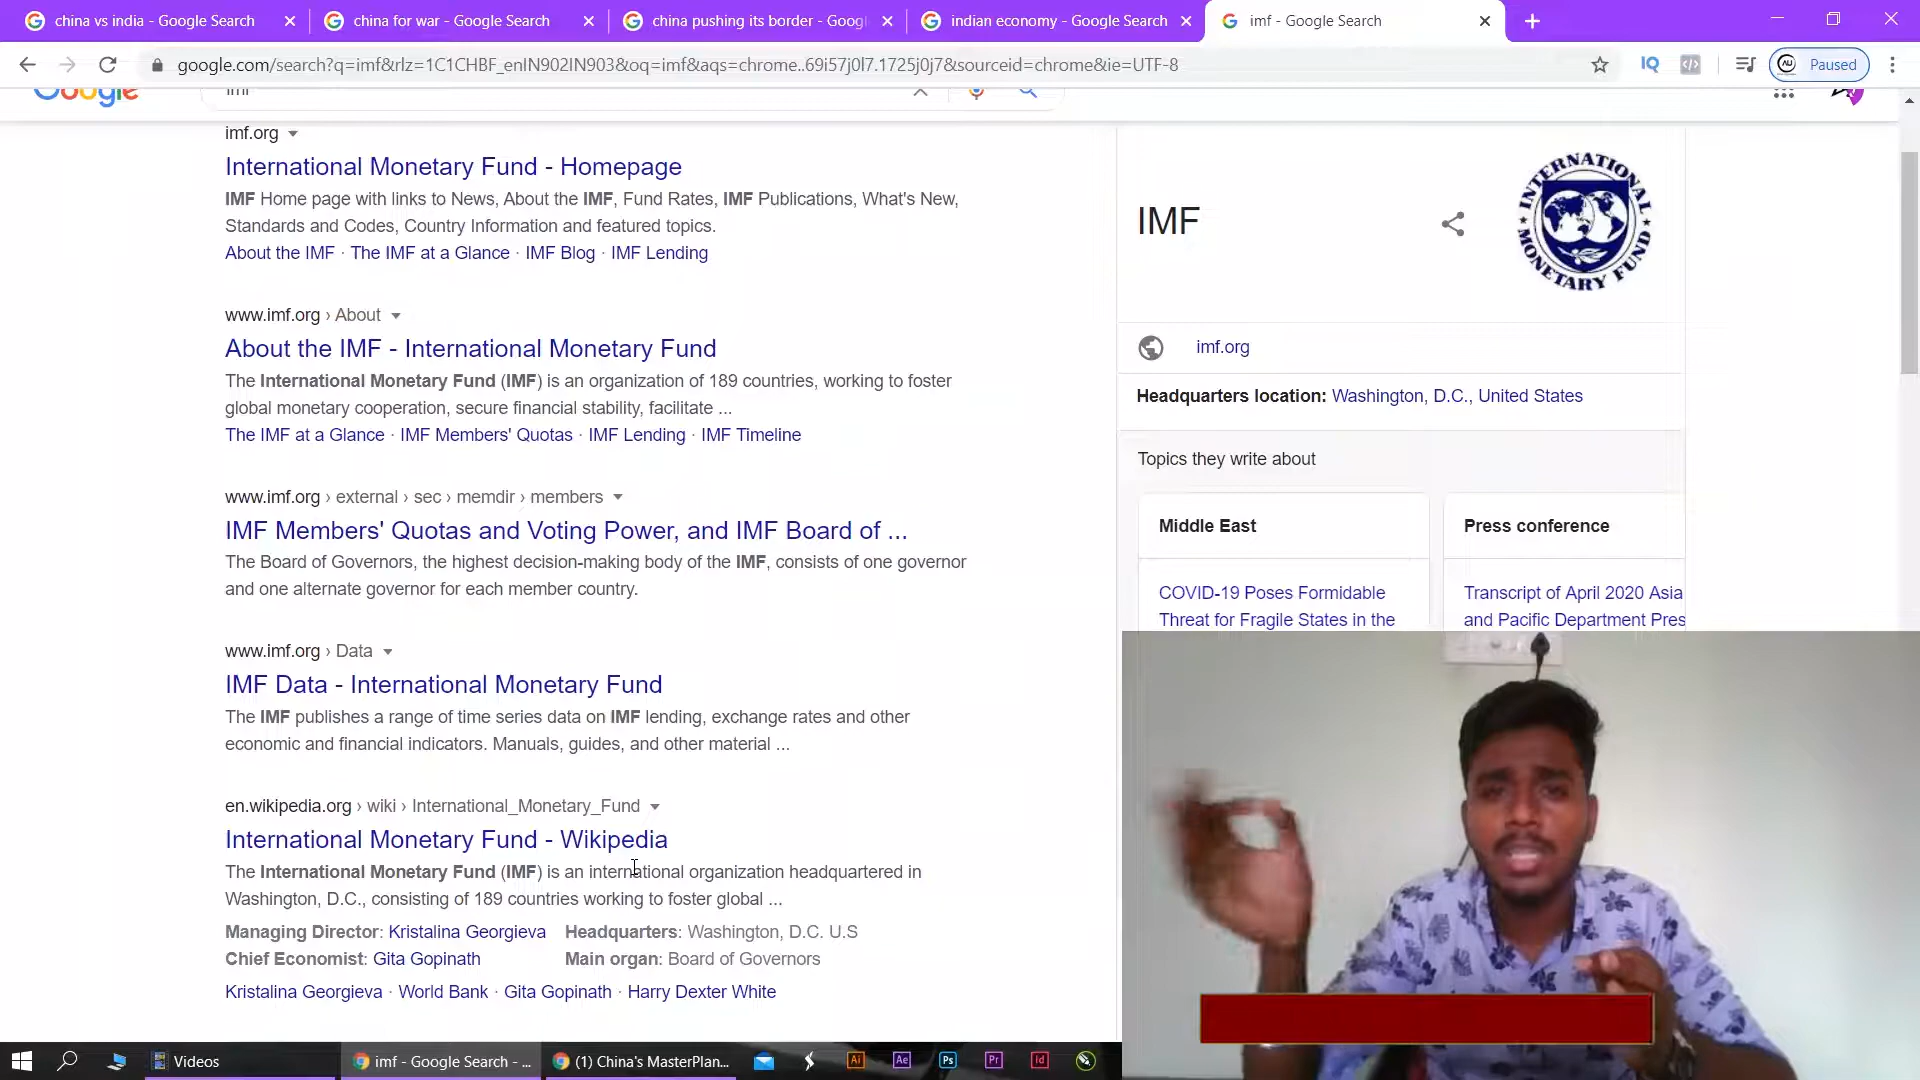 china vs india - Google Search
china for war - Google Search
china pushing its border - Goog
indian economy - Google Search
imf - Google Search
google.com/search?q=imf&rlz=1C1CHBF_enIN902IN903&oq=imf&aqs=chrome..69i57j0l7.1725j0j7&sourceid=chrome&ie=UTF-8
IQ
Paused
Google
imf
imf.org
International Monetary Fund - Homepage
IMF Home page with links to News, About the IMF, Fund Rates, IMF Publications, What's New,
Standards and Codes, Country Information and featured topics.
About the IMF · The IMF at a Glance · IMF Blog · IMF Lending
www.imf.org › About
About the IMF - International Monetary Fund
The International Monetary Fund (IMF) is an organization of 189 countries, working to foster
global monetary cooperation, secure financial stability, facilitate ...
The IMF at a Glance · IMF Members' Quotas · IMF Lending · IMF Timeline
www.imf.org › external › sec › memdir › members
IMF Members' Quotas and Voting Power, and IMF Board of ...
The Board of Governors, the highest decision-making body of the IMF, consists of one governor
and one alternate governor for each member country.
www.imf.org › Data
IMF Data - International Monetary Fund
The IMF publishes a range of time series data on IMF lending, exchange rates and other
economic and financial indicators. Manuals, guides, and other material ...
en.wikipedia.org › wiki › International_Monetary_Fund
International Monetary Fund - Wikipedia
The International Monetary Fund (IMF) is an international organization headquartered in
Washington, D.C., consisting of 189 countries working to foster global ...
Managing Director: Kristalina Georgieva Headquarters: Washington, D.C. U.S
Chief Economist: Gita Gopinath Main organ: Board of Governors
Kristalina Georgieva · World Bank · Gita Gopinath · Harry Dexter White
IMF
INTERNATIONAL MONETARY FUND
imf.org
Headquarters location: Washington, D.C., United States
Topics they write about
Middle East
COVID-19 Poses Formidable
Threat for Fragile States in the
Press conference
Transcript of April 2020 Asia
and Pacific Department Pres
Videos
imf - Google Search - ...
(1) China's MasterPlan...
Ai
Ae
Ps
Pr
Id